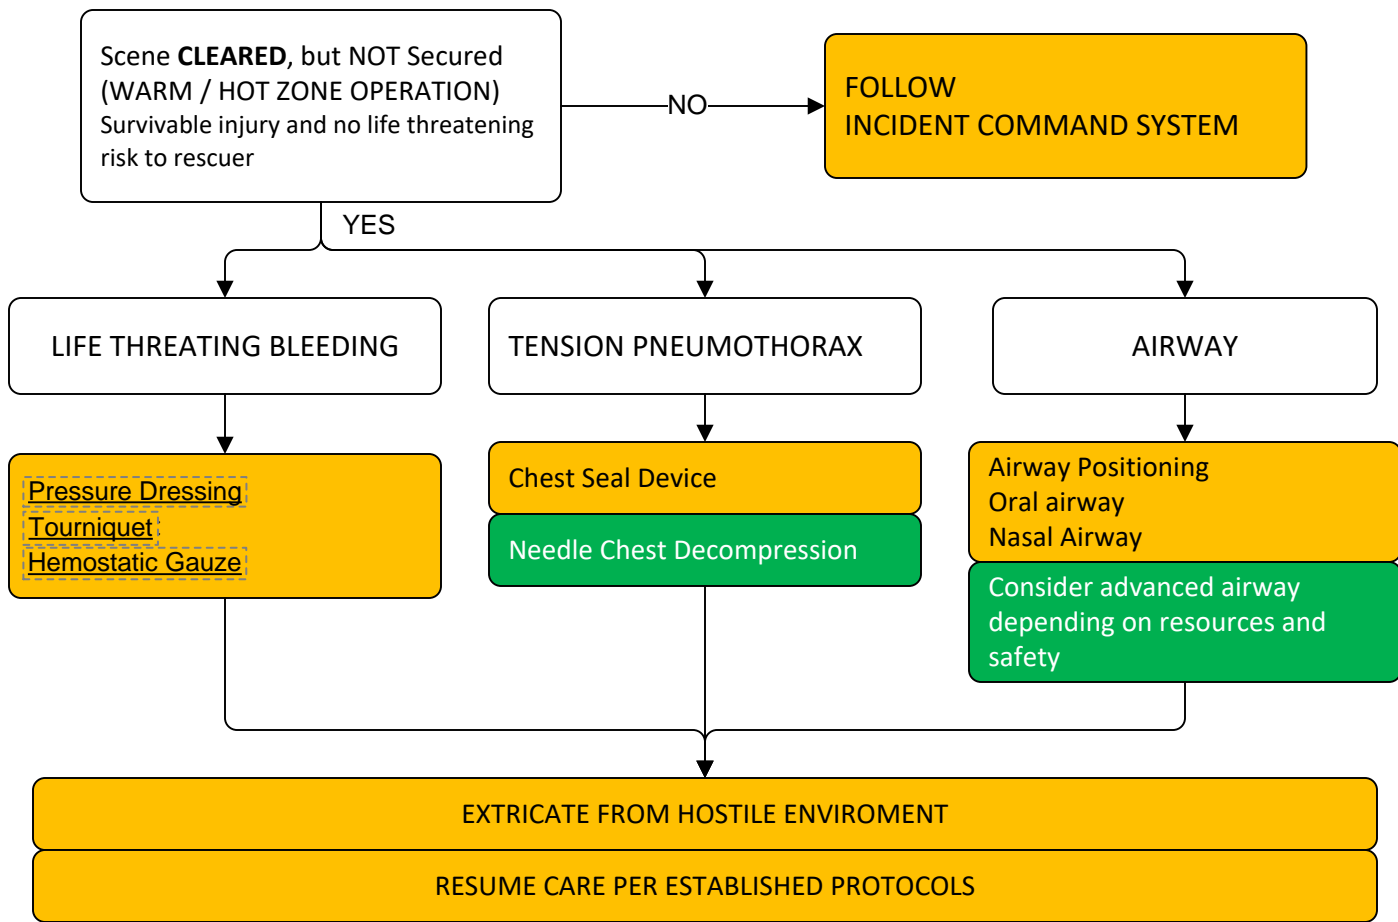 Scene CLEARED, but NOT Secured
(WARM / HOT ZONE OPERATION)
Survivable injury and no life threatening
risk to rescuer
NO
FOLLOW
INCIDENT COMMAND SYSTEM
YES
LIFE THREATING BLEEDING
TENSION PNEUMOTHORAX
AIRWAY
Pressure Dressing
Tourniquet
Hemostatic Gauze
Chest Seal Device
Needle Chest Decompression
Airway Positioning
Oral airway
Nasal Airway
Consider advanced airway
depending on resources and
safety
EXTRICATE FROM HOSTILE ENVIROMENT
RESUME CARE PER ESTABLISHED PROTOCOLS